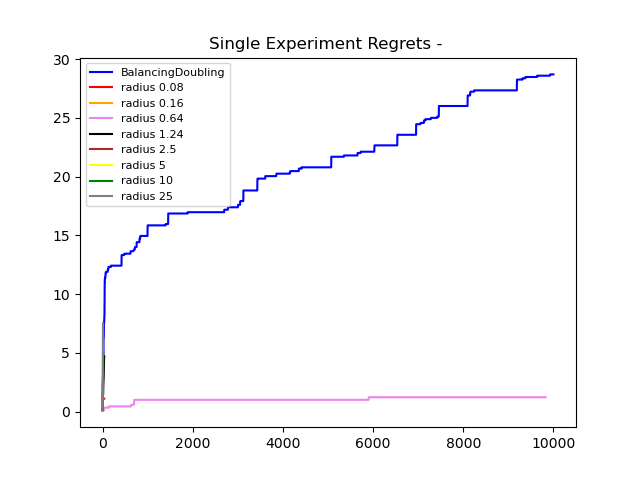 Single Experiment Regrets -
30
25
20
15
10
5
0
BalancingDoubling
radius 0.08
radius 0.16
radius 0.64
radius 1.24
radius 2.5
radius 5
radius 10
radius 25
0 2000 4000 6000 8000 10000